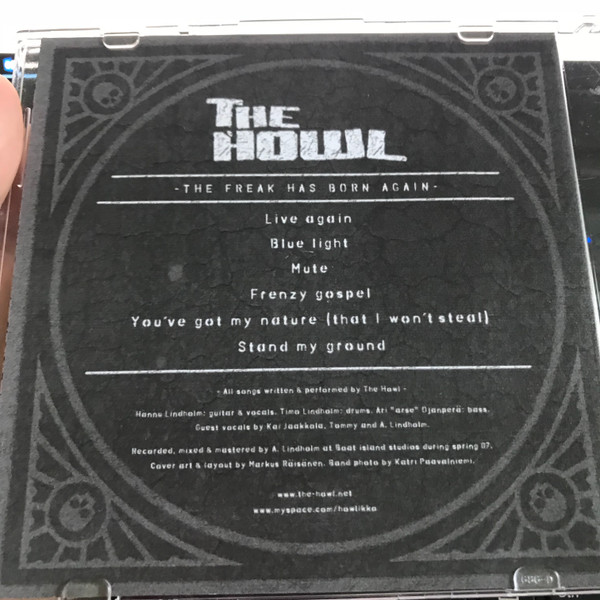 THE
HOWL
-THE FREAK HAS BORN AGAIN-
Live again
Blue light
Mute
Frenzy gospel
You've got my nature (that I won't steal)
Stand my ground
- All songs written & performed by The Howl -
Hannu Lindholm: guitar & vocals. Timo Lindholm: drums. Ari "arse" Ojanperä: bass.
Guest vocals by Kai Jaakkola, Tommy and A. Lindholm.
Recorded, mixed & mastered by A. Lindholm at Boat island studios during spring 07.
Cover art & layout by Markus Räisänen. Band photo by Katri Paavalniemi.
www.the-howl.net
www.myspace.com/howlikka